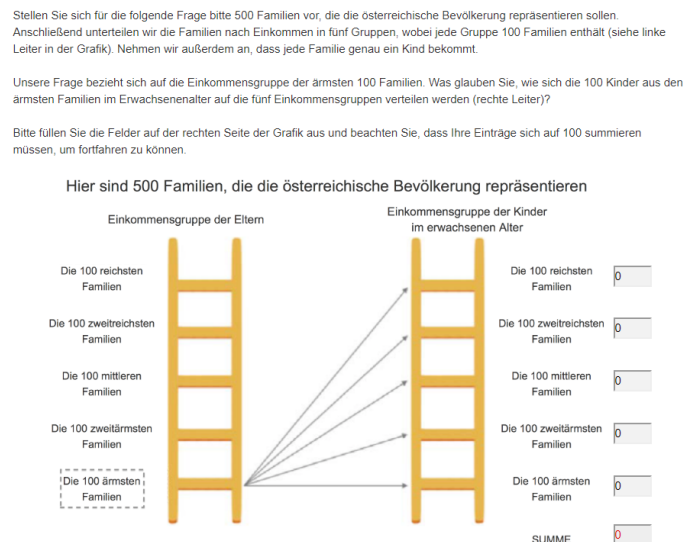 Stellen Sie sich für die folgende Frage bitte 500 Familien vor, die die österreichische Bevölkerung repräsentieren sollen.
Anschließend unterteilen wir die Familien nach Einkommen in fünf Gruppen, wobei jede Gruppe 100 Familien enthält (siehe linke
Leiter in der Grafik). Nehmen wir außerdem an, dass jede Familie genau ein Kind bekommt.
Unsere Frage bezieht sich auf die Einkommensgruppe der ärmsten 100 Familien. Was glauben Sie, wie sich die 100 Kinder aus den
ärmsten Familien im Erwachsenenalter auf die fünf Einkommensgruppen verteilen werden (rechte Leiter)?
Bitte füllen Sie die Felder auf der rechten Seite der Grafik aus und beachten Sie, dass Ihre Einträge sich auf 100 summieren
müssen, um fortfahren zu können.
Hier sind 500 Familien, die die österreichische Bevölkerung repräsentieren
Einkommensgruppe der Eltern
Einkommensgruppe der Kinder
im erwachsenen Alter
Die 100 reichsten
Familien
Die 100 reichsten
Familien
0
Die 100 zweitreichsten
Familien
Die 100 zweitreichsten
Familien
0
Die 100 mittleren
Familien
Die 100 mittleren
Familien
0
Die 100 zweitärmsten
Familien
Die 100 zweitärmsten
Familien
0
Die 100 ärmsten
Familien
Die 100 ärmsten
Familien
0
SUMME
0